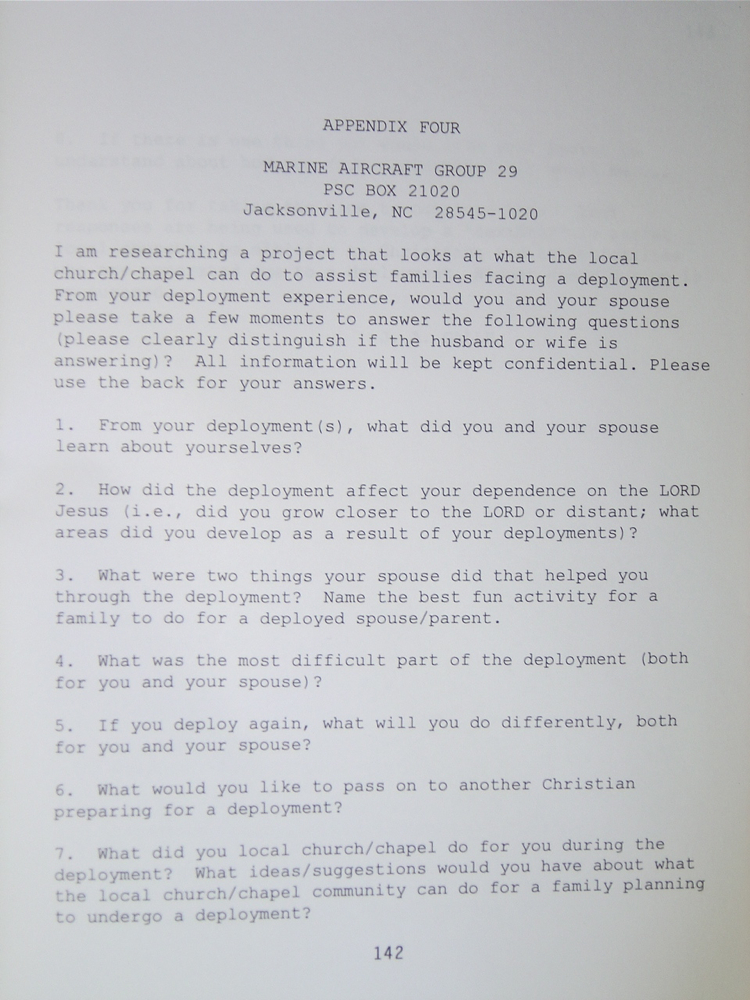 APPENDIX FOUR
MARINE AIRCRAFT GROUP 29
PSC BOX 21020
Jacksonville, NC  28545-1020
I am researching a project that looks at what the local
church/chapel can do to assist families facing a deployment.
From your deployment experience, would you and your spouse
please take a few moments to answer the following questions
(please clearly distinguish if the husband or wife is
answering)?  All information will be kept confidential. Please
use the back for your answers.
1.  From your deployment(s), what did you and your spouse
learn about yourselves?
2.  How did the deployment affect your dependence on the LORD
Jesus (i.e., did you grow closer to the LORD or distant; what
areas did you develop as a result of your deployments)?
3.  What were two things your spouse did that helped you
through the deployment?  Name the best fun activity for a
family to do for a deployed spouse/parent.
4.  What was the most difficult part of the deployment (both
for you and your spouse)?
5.  If you deploy again, what will you do differently, both
for you and your spouse?
6.  What would you like to pass on to another Christian
preparing for a deployment?
7.  What did you local church/chapel do for you during the
deployment?  What ideas/suggestions would you have about what
the local church/chapel community can do for a family planning
to undergo a deployment?
142